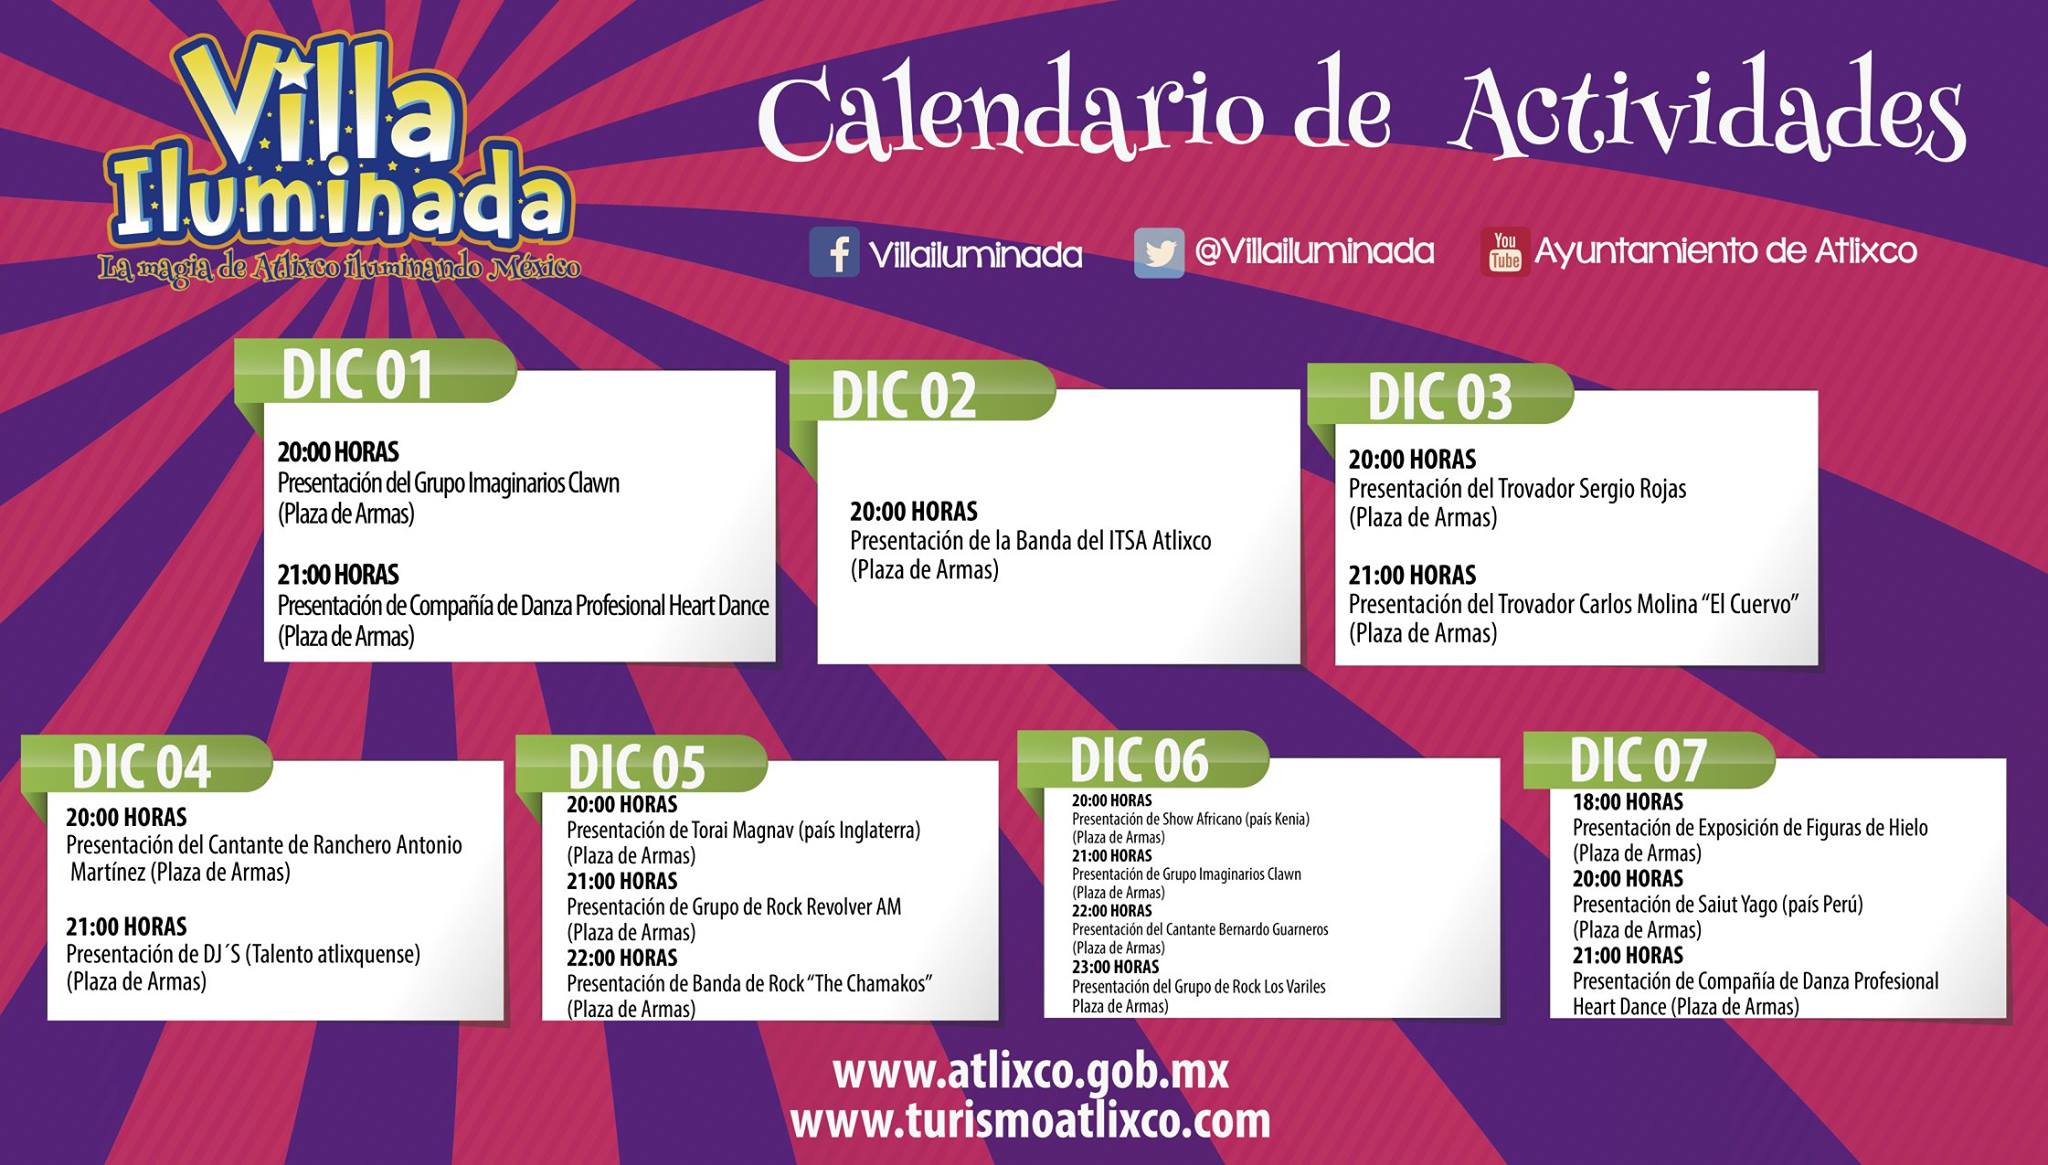 Villa
Iluminada
La magia de Atlixco iluminando México
Calendario de Actividades
f Villailuminada
@Villailuminada
You
Tube
Ayuntamiento de Atlixco
DIC 01
20:00 HORAS
Presentación del Grupo Imaginarios Clawn
(Plaza de Armas)
21:00 HORAS
Presentación de Compañía de Danza Profesional Heart Dance
(Plaza de Armas)
DIC 02
20:00 HORAS
Presentación de la Banda del ITSA Atlixco
(Plaza de Armas)
DIC 03
20:00 HORAS
Presentación del Trovador Sergio Rojas
(Plaza de Armas)
21:00 HORAS
Presentación del Trovador Carlos Molina “El Cuervo”
(Plaza de Armas)
DIC 04
20:00 HORAS
Presentación del Cantante de Ranchero Antonio
Martínez (Plaza de Armas)
21:00 HORAS
Presentación de DJ´S (Talento atlixquense)
(Plaza de Armas)
DIC 05
20:00 HORAS
Presentación de Torai Magnav (país Inglaterra)
(Plaza de Armas)
21:00 HORAS
Presentación de Grupo de Rock Revolver AM
(Plaza de Armas)
22:00 HORAS
Presentación de Banda de Rock “The Chamakos”
(Plaza de Armas)
DIC 06
20:00 HORAS
Presentación de Show Africano (país Kenia)
(Plaza de Armas)
21:00 HORAS
Presentación de Grupo Imaginarios Clawn
(Plaza de Armas)
22:00 HORAS
Presentación del Cantante Bernardo Guarneros
(Plaza de Armas)
23:00 HORAS
Presentación del Grupo de Rock Los Variles
Plaza de Armas)
DIC 07
18:00 HORAS
Presentación de Exposición de Figuras de Hielo
(Plaza de Armas)
20:00 HORAS
Presentación de Saiut Yago (país Perú)
(Plaza de Armas)
21:00 HORAS
Presentación de Compañía de Danza Profesional
Heart Dance (Plaza de Armas)
www.atlixco.gob.mx
www.turismoatlixco.com